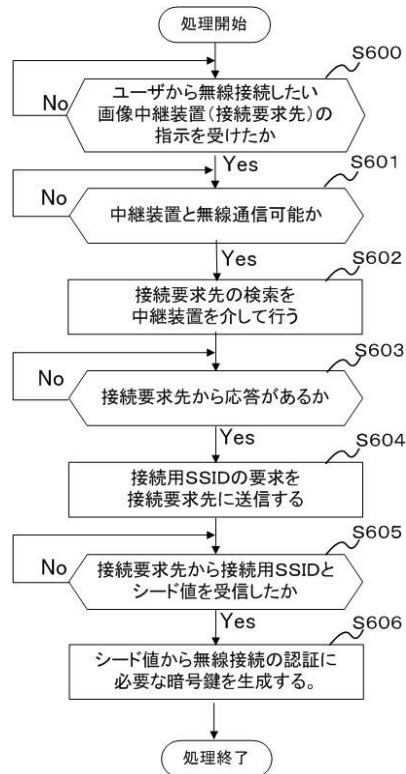 処理開始
S600
ユーザから無線接続したい
画像中継装置(接続要求先)の
指示を受けたか
No
Yes
S601
中継装置と無線通信可能か
No
Yes
S602
接続要求先の検索を
中継装置を介して行う
S603
接続要求先から応答があるか
No
Yes
S604
接続用SSIDの要求を
接続要求先に送信する
S605
接続要求先から接続用SSIDと
シード値を受信したか
No
Yes
S606
シード値から無線接続の認証に
必要な暗号鍵を生成する。
処理終了